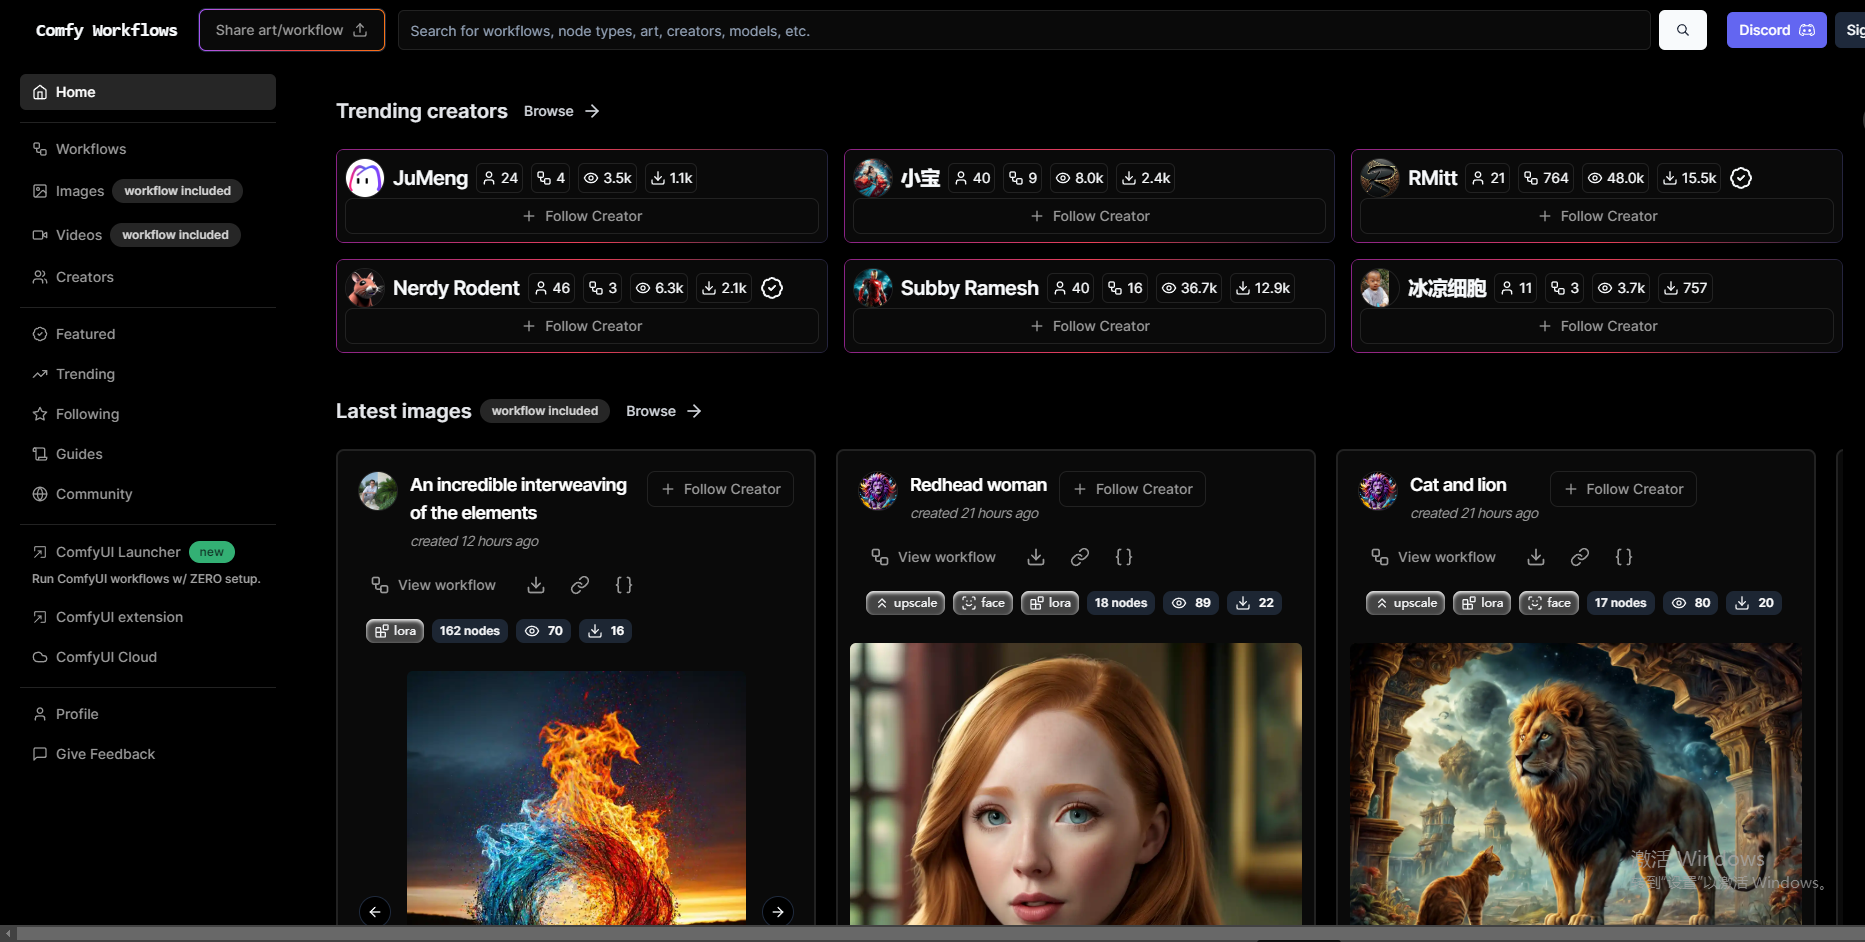 Comfy Workflows
Share art/workflow
Search for workflows, node types, art, creators, models, etc.
Discord
Sig
Home
Workflows
Images workflow included
Videos workflow included
Creators
Featured
Trending
Following
Guides
Community
ComfyUI Launcher new
Run ComfyUI workflows w/ ZERO setup.
ComfyUI extension
ComfyUI Cloud
Profile
Give Feedback
Trending creators Browse
JuMeng 24 4 3.5k 1.1k
Follow Creator
小宝 40 9 8.0k 2.4k
Follow Creator
RMitt 21 764 48.0k 15.5k
Follow Creator
Nerdy Rodent 46 3 6.3k 2.1k
Follow Creator
Subby Ramesh 40 16 36.7k 12.9k
Follow Creator
冰凉细胞 11 3 3.7k 757
Follow Creator
Latest images workflow included Browse
An incredible interweaving
of the elements
created 12 hours ago
Follow Creator
View workflow { }
lora 162 nodes 70 16
Redhead woman
created 21 hours ago
Follow Creator
View workflow { }
upscale face lora 18 nodes 89 22
Cat and lion
created 21 hours ago
Follow Creator
View workflow { }
upscale lora face 17 nodes 80 20
激活 Windows
转到"设置"以激活 Windows。